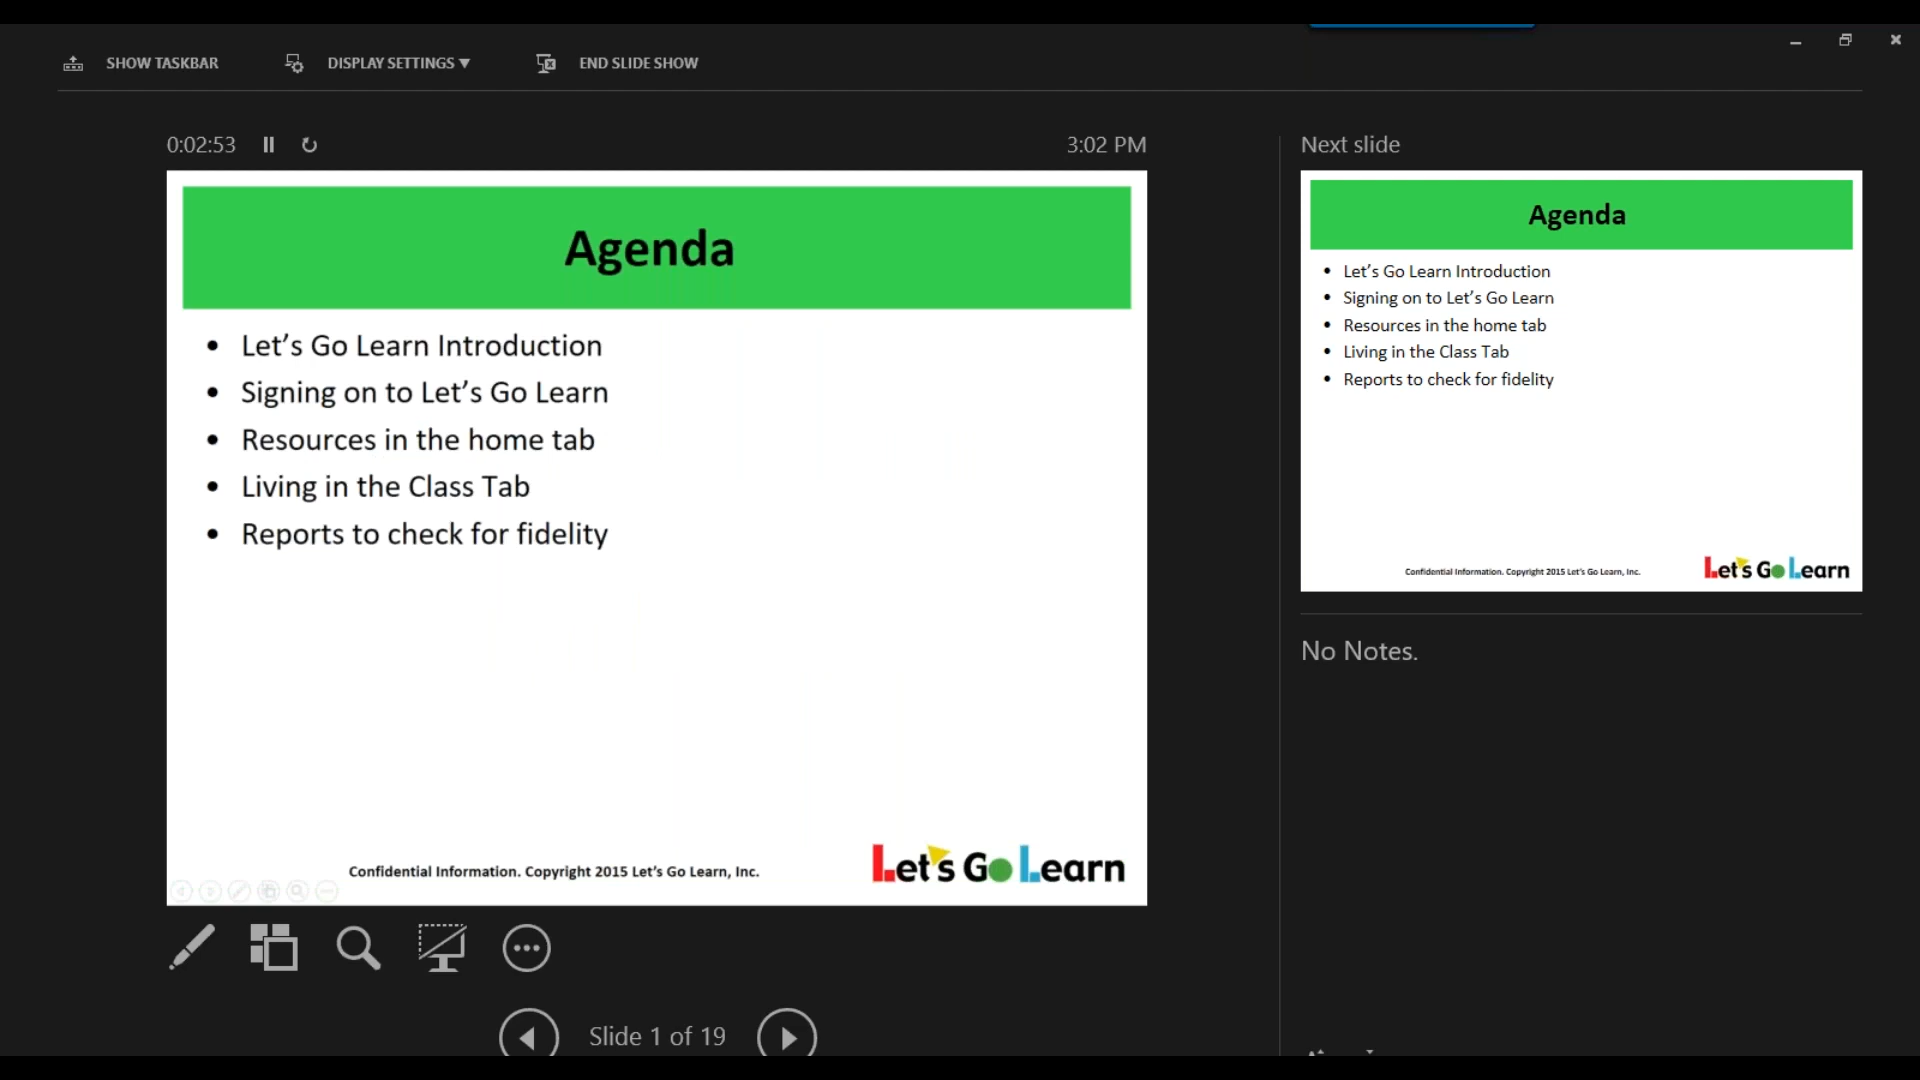 SHOW TASKBAR
DISPLAY SETTINGS ▼
END SLIDE SHOW
0:02:53
3:02 PM
Agenda
• Let’s Go Learn Introduction
• Signing on to Let’s Go Learn
• Resources in the home tab
• Living in the Class Tab
• Reports to check for fidelity
Confidential Information. Copyright 2015 Let’s Go Learn, Inc.
Let's Go Learn
Slide 1 of 19
Next slide
Agenda
• Let’s Go Learn Introduction
• Signing on to Let’s Go Learn
• Resources in the home tab
• Living in the Class Tab
• Reports to check for fidelity
Confidential Information. Copyright 2015 Let’s Go Learn, Inc.
Let's Go Learn
No Notes.